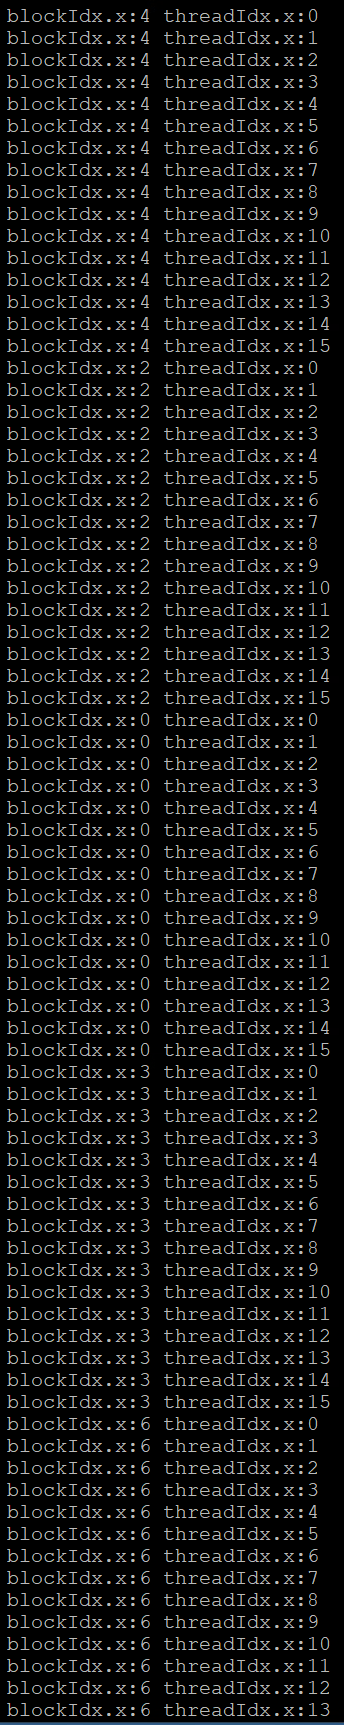 blockIdx.x:4 threadIdx.x:0
blockIdx.x:4 threadIdx.x:1
blockIdx.x:4 threadIdx.x:2
blockIdx.x:4 threadIdx.x:3
blockIdx.x:4 threadIdx.x:4
blockIdx.x:4 threadIdx.x:5
blockIdx.x:4 threadIdx.x:6
blockIdx.x:4 threadIdx.x:7
blockIdx.x:4 threadIdx.x:8
blockIdx.x:4 threadIdx.x:9
blockIdx.x:4 threadIdx.x:10
blockIdx.x:4 threadIdx.x:11
blockIdx.x:4 threadIdx.x:12
blockIdx.x:4 threadIdx.x:13
blockIdx.x:4 threadIdx.x:14
blockIdx.x:4 threadIdx.x:15
blockIdx.x:2 threadIdx.x:0
blockIdx.x:2 threadIdx.x:1
blockIdx.x:2 threadIdx.x:2
blockIdx.x:2 threadIdx.x:3
blockIdx.x:2 threadIdx.x:4
blockIdx.x:2 threadIdx.x:5
blockIdx.x:2 threadIdx.x:6
blockIdx.x:2 threadIdx.x:7
blockIdx.x:2 threadIdx.x:8
blockIdx.x:2 threadIdx.x:9
blockIdx.x:2 threadIdx.x:10
blockIdx.x:2 threadIdx.x:11
blockIdx.x:2 threadIdx.x:12
blockIdx.x:2 threadIdx.x:13
blockIdx.x:2 threadIdx.x:14
blockIdx.x:2 threadIdx.x:15
blockIdx.x:0 threadIdx.x:0
blockIdx.x:0 threadIdx.x:1
blockIdx.x:0 threadIdx.x:2
blockIdx.x:0 threadIdx.x:3
blockIdx.x:0 threadIdx.x:4
blockIdx.x:0 threadIdx.x:5
blockIdx.x:0 threadIdx.x:6
blockIdx.x:0 threadIdx.x:7
blockIdx.x:0 threadIdx.x:8
blockIdx.x:0 threadIdx.x:9
blockIdx.x:0 threadIdx.x:10
blockIdx.x:0 threadIdx.x:11
blockIdx.x:0 threadIdx.x:12
blockIdx.x:0 threadIdx.x:13
blockIdx.x:0 threadIdx.x:14
blockIdx.x:0 threadIdx.x:15
blockIdx.x:3 threadIdx.x:0
blockIdx.x:3 threadIdx.x:1
blockIdx.x:3 threadIdx.x:2
blockIdx.x:3 threadIdx.x:3
blockIdx.x:3 threadIdx.x:4
blockIdx.x:3 threadIdx.x:5
blockIdx.x:3 threadIdx.x:6
blockIdx.x:3 threadIdx.x:7
blockIdx.x:3 threadIdx.x:8
blockIdx.x:3 threadIdx.x:9
blockIdx.x:3 threadIdx.x:10
blockIdx.x:3 threadIdx.x:11
blockIdx.x:3 threadIdx.x:12
blockIdx.x:3 threadIdx.x:13
blockIdx.x:3 threadIdx.x:14
blockIdx.x:3 threadIdx.x:15
blockIdx.x:6 threadIdx.x:0
blockIdx.x:6 threadIdx.x:1
blockIdx.x:6 threadIdx.x:2
blockIdx.x:6 threadIdx.x:3
blockIdx.x:6 threadIdx.x:4
blockIdx.x:6 threadIdx.x:5
blockIdx.x:6 threadIdx.x:6
blockIdx.x:6 threadIdx.x:7
blockIdx.x:6 threadIdx.x:8
blockIdx.x:6 threadIdx.x:9
blockIdx.x:6 threadIdx.x:10
blockIdx.x:6 threadIdx.x:11
blockIdx.x:6 threadIdx.x:12
blockIdx.x:6 threadIdx.x:13